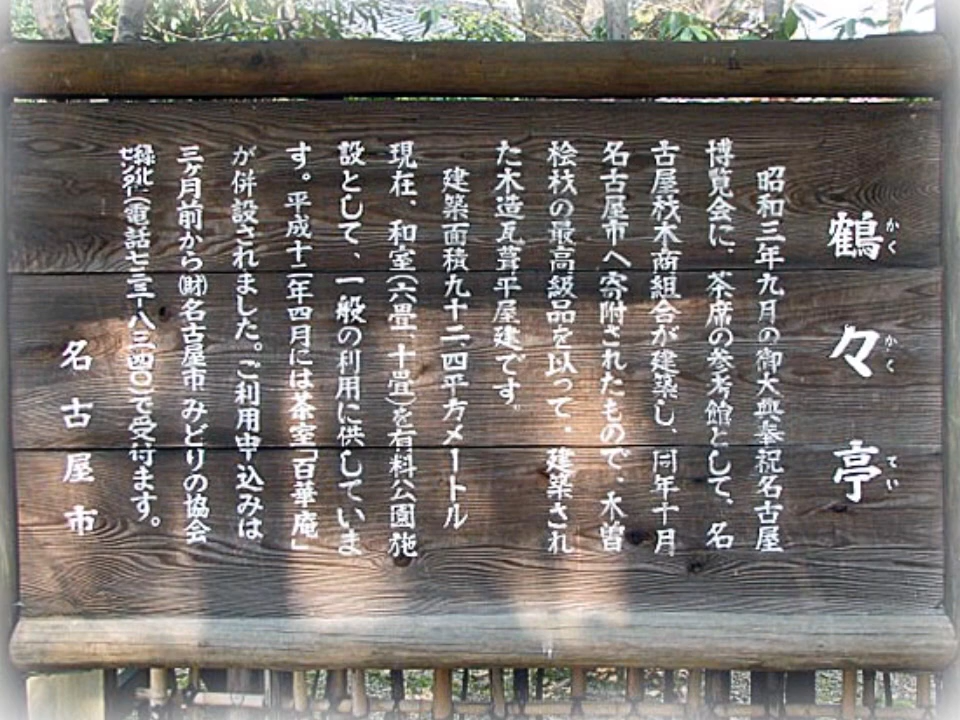 鶴々亭
かくかくてい
昭和三年九月の御大典奉祝名古屋
博覧会に、茶席の参考館として、名
古屋材木商組合が建築し、同年十月
名古屋市へ寄附されたもので、木曽
桧材の最高級品を以って、建築され
た木造瓦葺平屋建です。
建築面積九十二、四平方メートル
現在、和室(六畳、十畳)を有料公園施
設として、一般の利用に供していま
す。平成十二年四月には茶室「百華庵」
が併設されました。ご利用申込みは
三ヶ月前から㈶名古屋市みどりの協会
緑化センター(電話七三三-八三四〇)で受付ます。
名古屋市